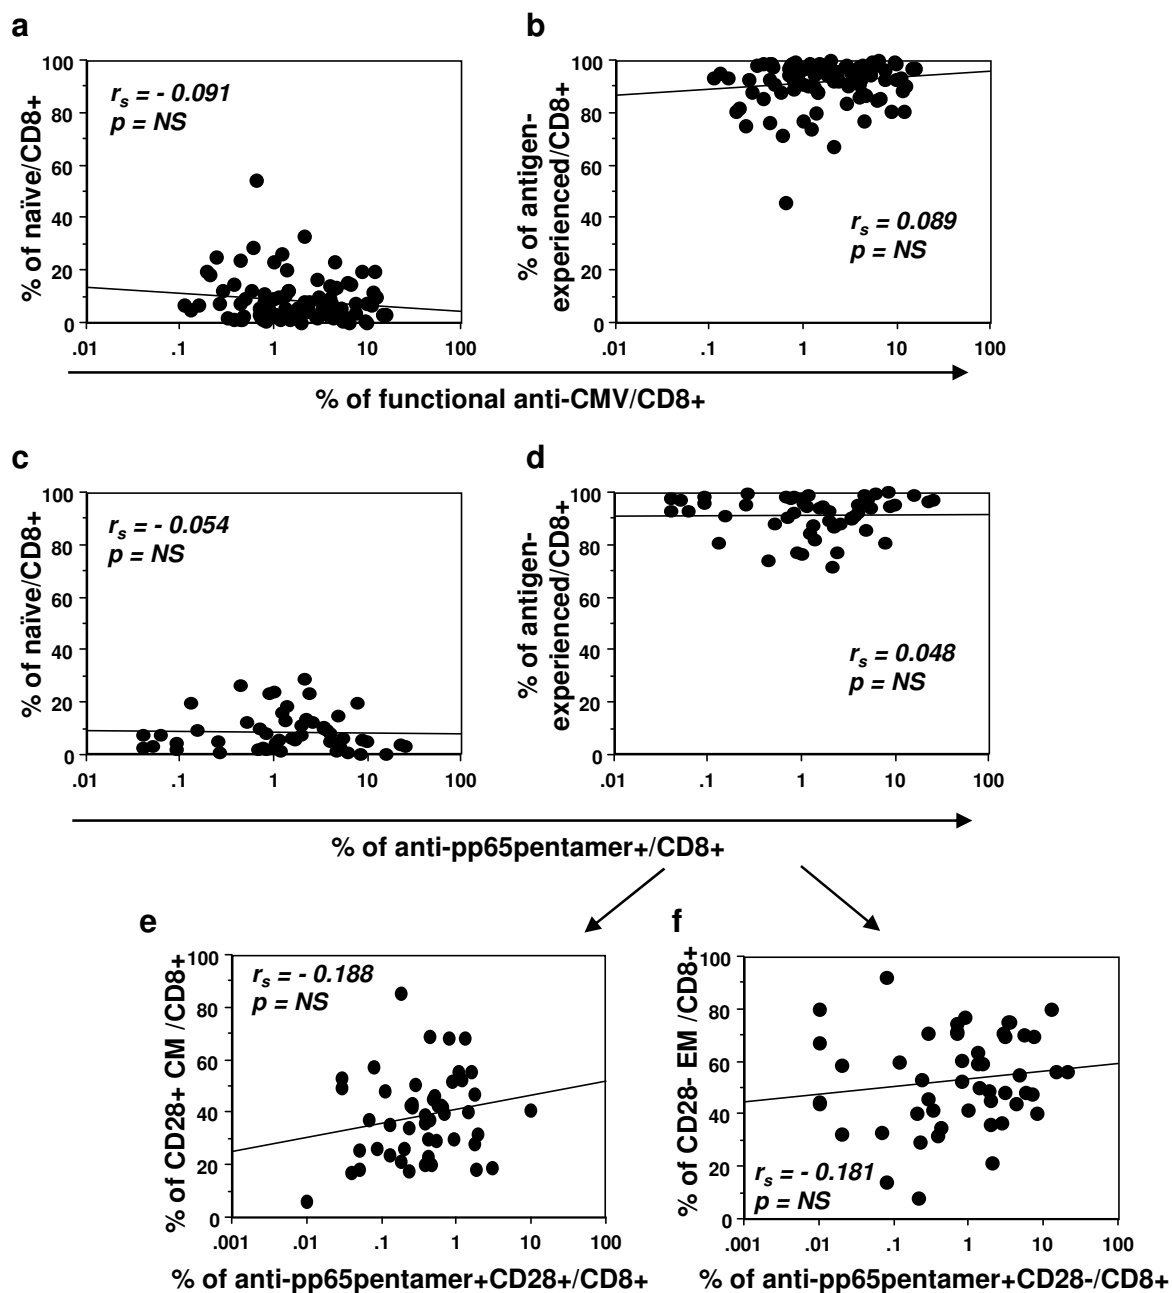 a
% of naïve/CD8+
100
80
60
40
20
0
r_s = - 0.091
p = NS
.01 .1 1 10 100
b
% of antigen-
experienced/CD8+
100
80
60
40
20
0
r_s = 0.089
p = NS
.01 .1 1 10 100
% of functional anti-CMV/CD8+
c
% of naïve/CD8+
100
80
60
40
20
0
r_s = - 0.054
p = NS
.01 .1 1 10 100
d
% of antigen-
experienced/CD8+
100
80
60
40
20
0
r_s = 0.048
p = NS
.01 .1 1 10 100
% of anti-pp65pentamer+/CD8+
e
% of CD28+ CM /CD8+
100
80
60
40
20
0
r_s = - 0.188
p = NS
.001 .01 .1 1 10 100
% of anti-pp65pentamer+CD28+/CD8+
f
% of CD28- EM /CD8+
100
80
60
40
20
0
r_s = - 0.181
p = NS
.001 .01 .1 1 10 100
% of anti-pp65pentamer+CD28-/CD8+